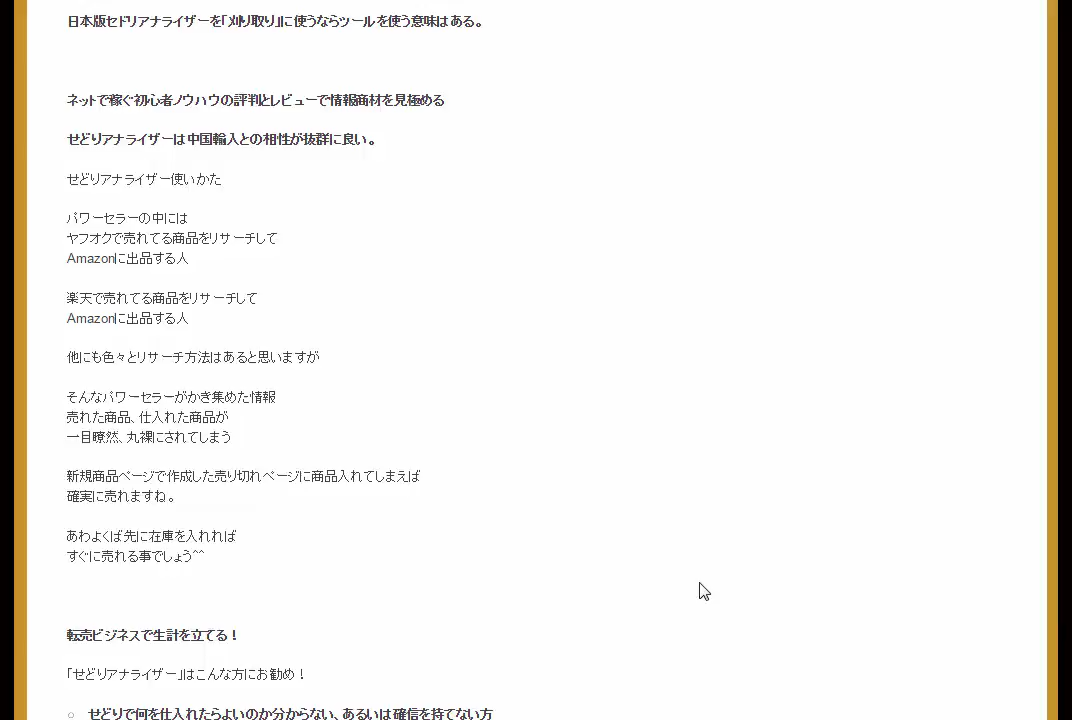 日本版セドリアナライザーを「刈り取り」に使うならツールを使う意味はある。
ネットで稼ぐ初心者ノウハウの評判とレビューで情報商材を見極める
せどりアナライザーは中国輸入との相性が抜群に良い。
せどりアナライザー使いかた
パワーセラーの中には
ヤフオクで売れてる商品をリサーチして
Amazonに出品する人
楽天で売れてる商品をリサーチして
Amazonに出品する人
他にも色々とリサーチ方法はあると思いますが
そんなパワーセラーがかき集めた情報
売れた商品、仕入れた商品が
一目瞭然、丸裸にされてしまう
新規商品ページで作成した売り切れページに商品入れてしまえば
確実に売れますね。
あわよくば先に在庫を入れれば
すぐに売れる事でしょう^^
転売ビジネスで生計を立てる！
「せどりアナライザー」はこんな方にお勧め！
○ せどりで何を仕入れたらよいのか分からない、あるいは確信を持てない方